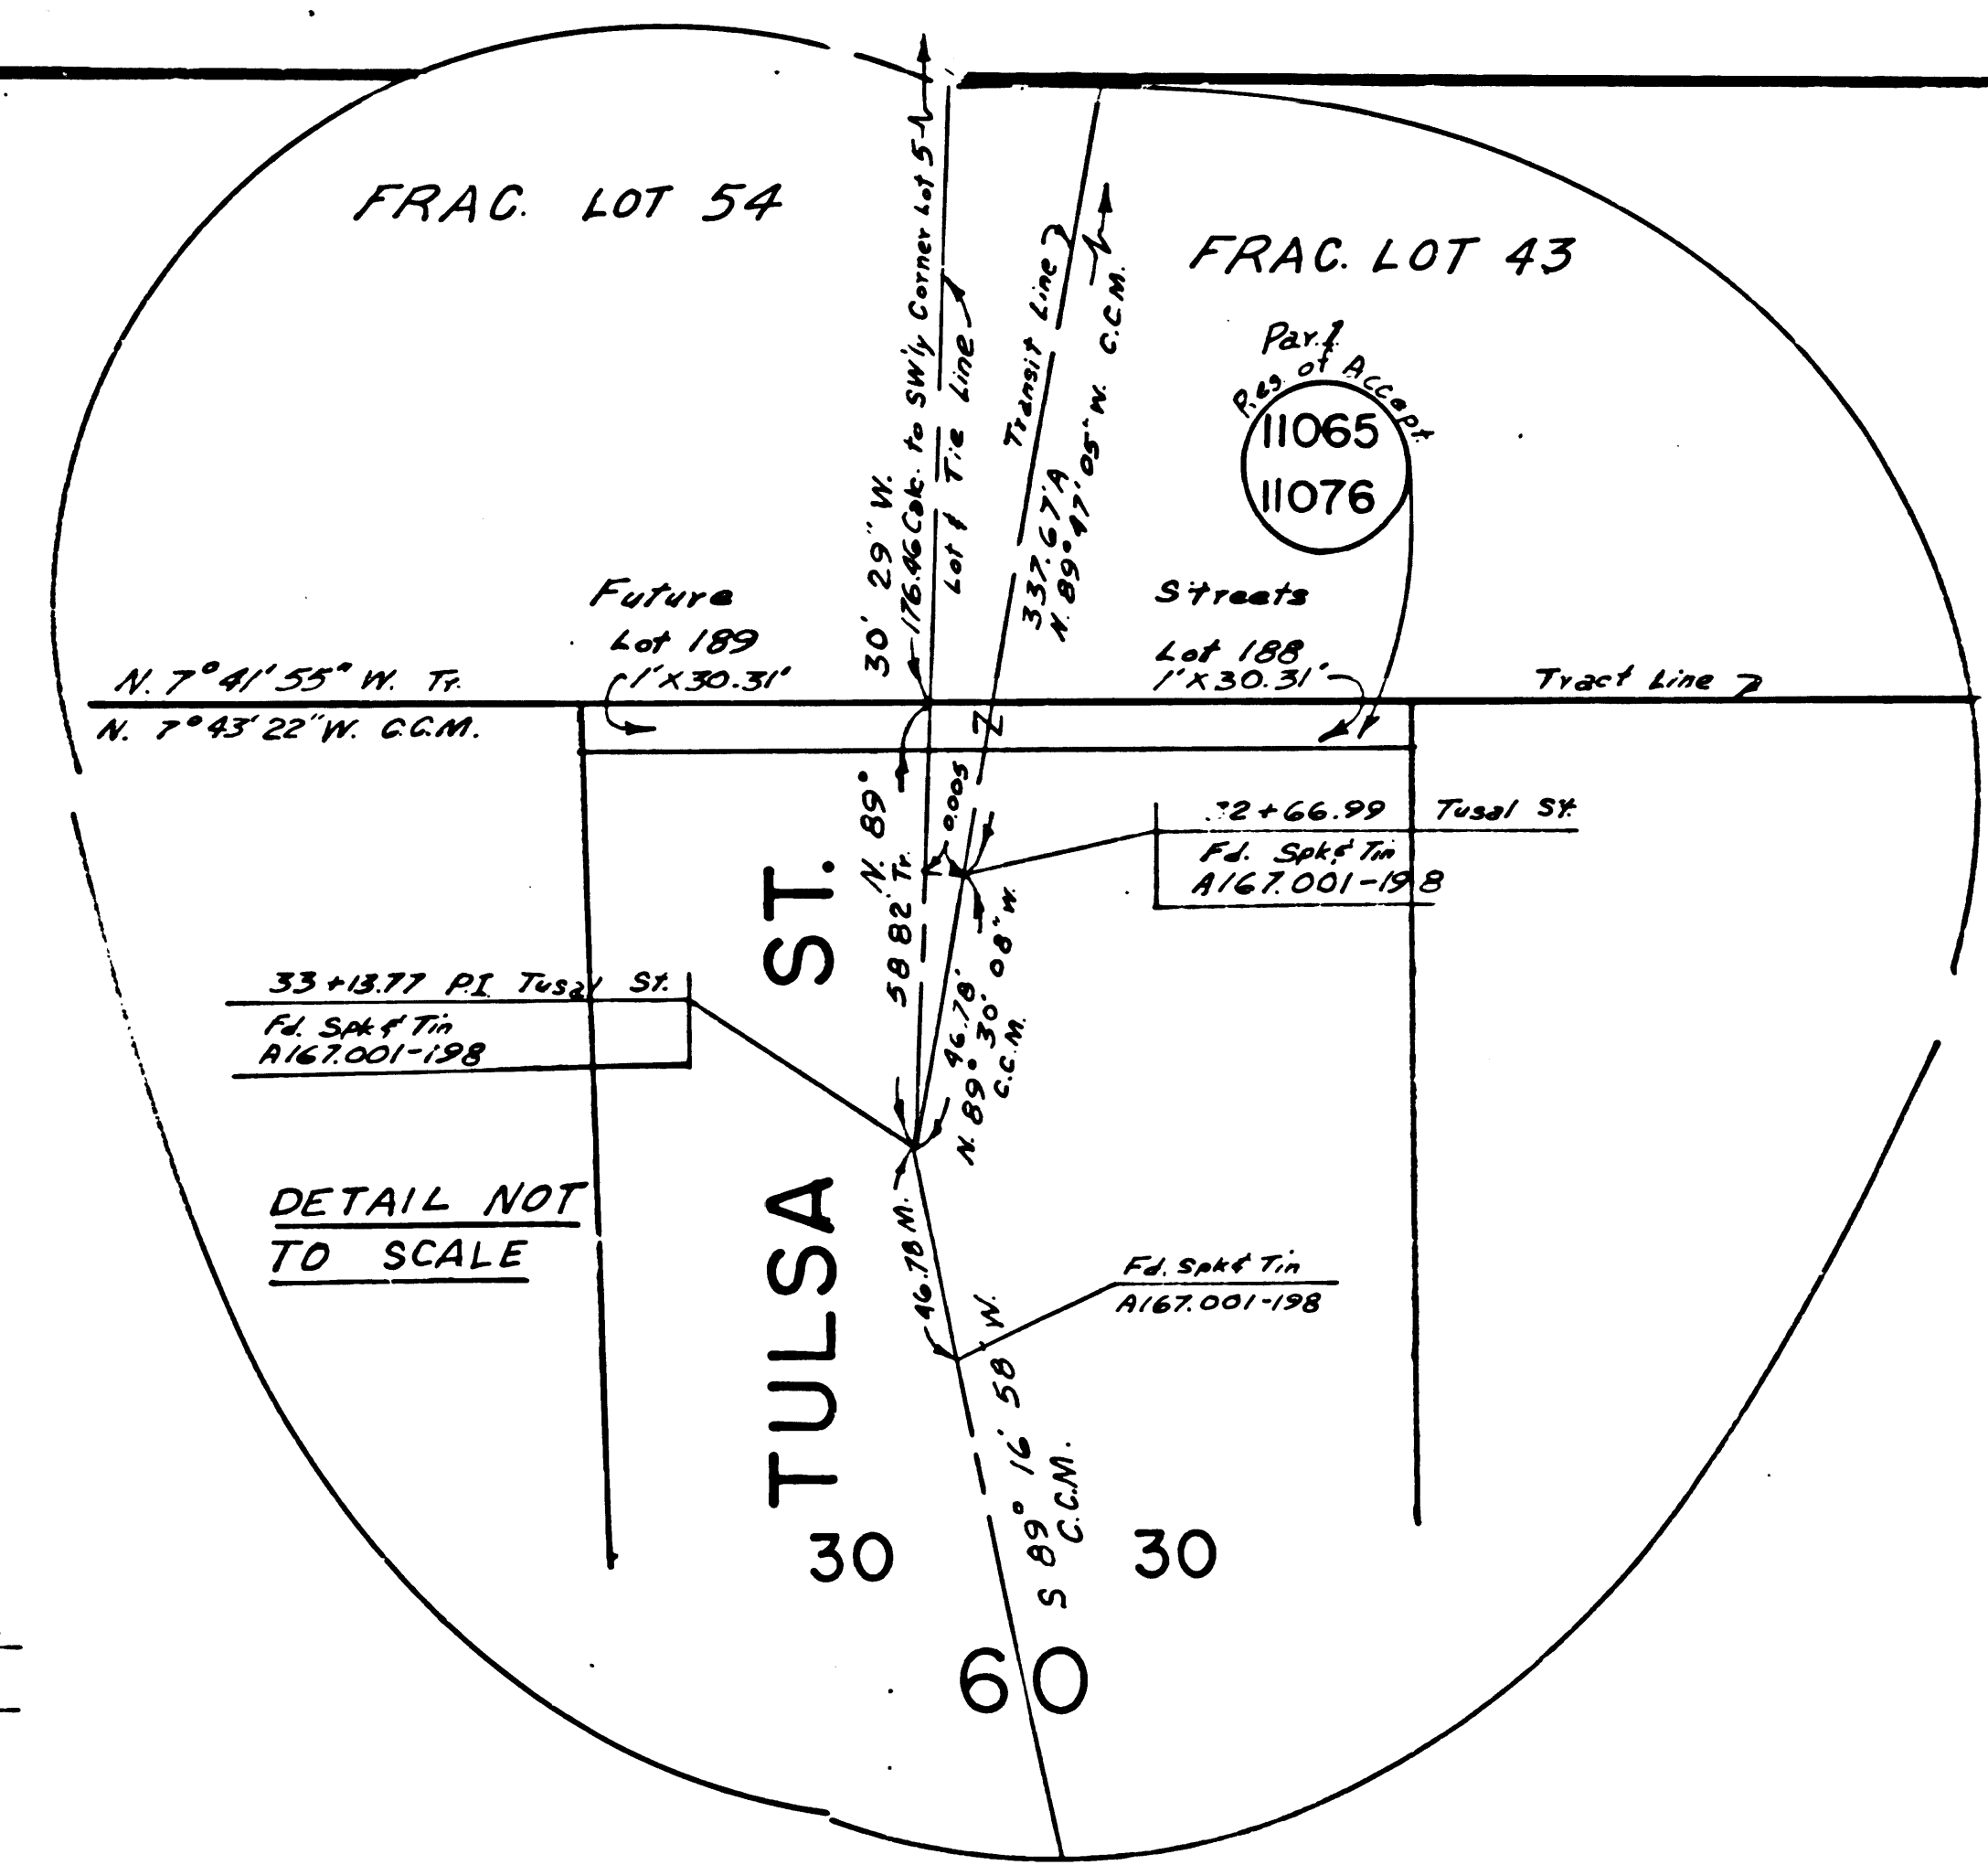 FRAC. LOT 54
FRAC. LOT 43
Par. 1
P. 69 of Accept
11065
11076
176.46 Calc. to SW'ly Corner Lot 5
Lot 1 Tie Line
Transit Line
337.67'A
N. 89° 47' 05" W. C.C.M.
Future
Lot 189
1' X 30.31'
Streets
Lot 188
1' X 30.31'
N. 7° 41' 55" W. Tr.
N. 7° 43' 22" W. C.C.M.
Tract Line
N. 89° 30' 29" W.
58 82' Tr.
0.005
2+66.99 Tusal St.
Fd. Spk & Tin
A167.001-198
33+13.77 P.I. Tusal St.
Fd. Spk & Tin
A167.001-198
46.78'
N. 89° 30' 08" W.
C.C.M.
TULSA ST.
DETAIL NOT
TO SCALE
46.78 M.
Fd. Spk & Tin
A167.001-198
S 89° 16' 58 W.
C.C.M.
30
30
60